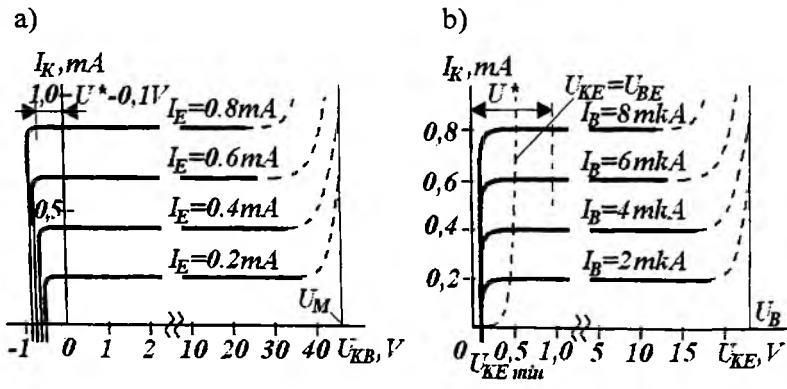 a)
I_K, mA
1,0
U*-0,1V
I_E=0.8mA
I_E=0.6mA
0,5
I_E=0.4mA
I_E=0.2mA
U_M
-1 0 1 2 10 20 30 40 U_KB, V
b)
I_K, mA
U*
U_KE=U_BE
I_B=8mkA
0,8
I_B=6mkA
0,6
I_B=4mkA
0,4
I_B=2mkA
0,2
U_B
0 0,5 1,0 5 10 15 U_KE, V
U_KE min